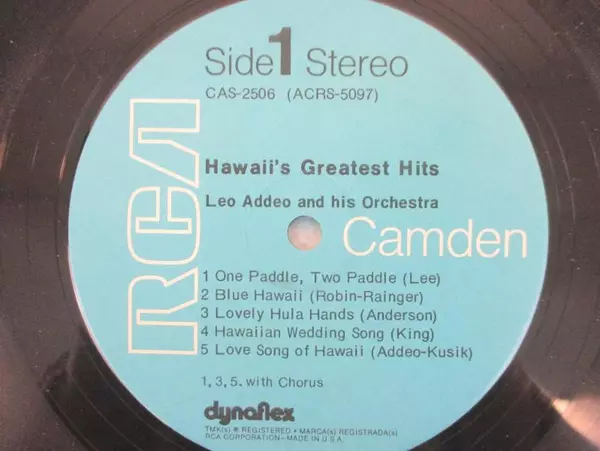 Side 1 Stereo
CAS-2506 (ACRS-5097)
RCA
Hawaii's Greatest Hits
Leo Addeo and his Orchestra
Camden
1 One Paddle, Two Paddle (Lee)
2 Blue Hawaii (Robin-Rainger)
3 Lovely Hula Hands (Anderson)
4 Hawaiian Wedding Song (King)
5 Love Song of Hawaii (Addeo-Kusik)
1, 3, 5. with Chorus
dynaflex
TMK(s) ® REGISTERED • MARCA(s) REGISTRADA(s)
RCA CORPORATION—MADE IN U.S.A.